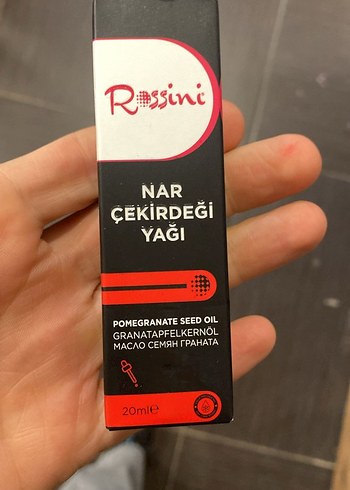 Rossini
NAR
ÇEKİRDEĞİ
YAĞI
POMEGRANATE SEED OIL
GRANATAPFELKERNÖL
МАСЛО СЕМЯН ГРАНАТА
20ml℮